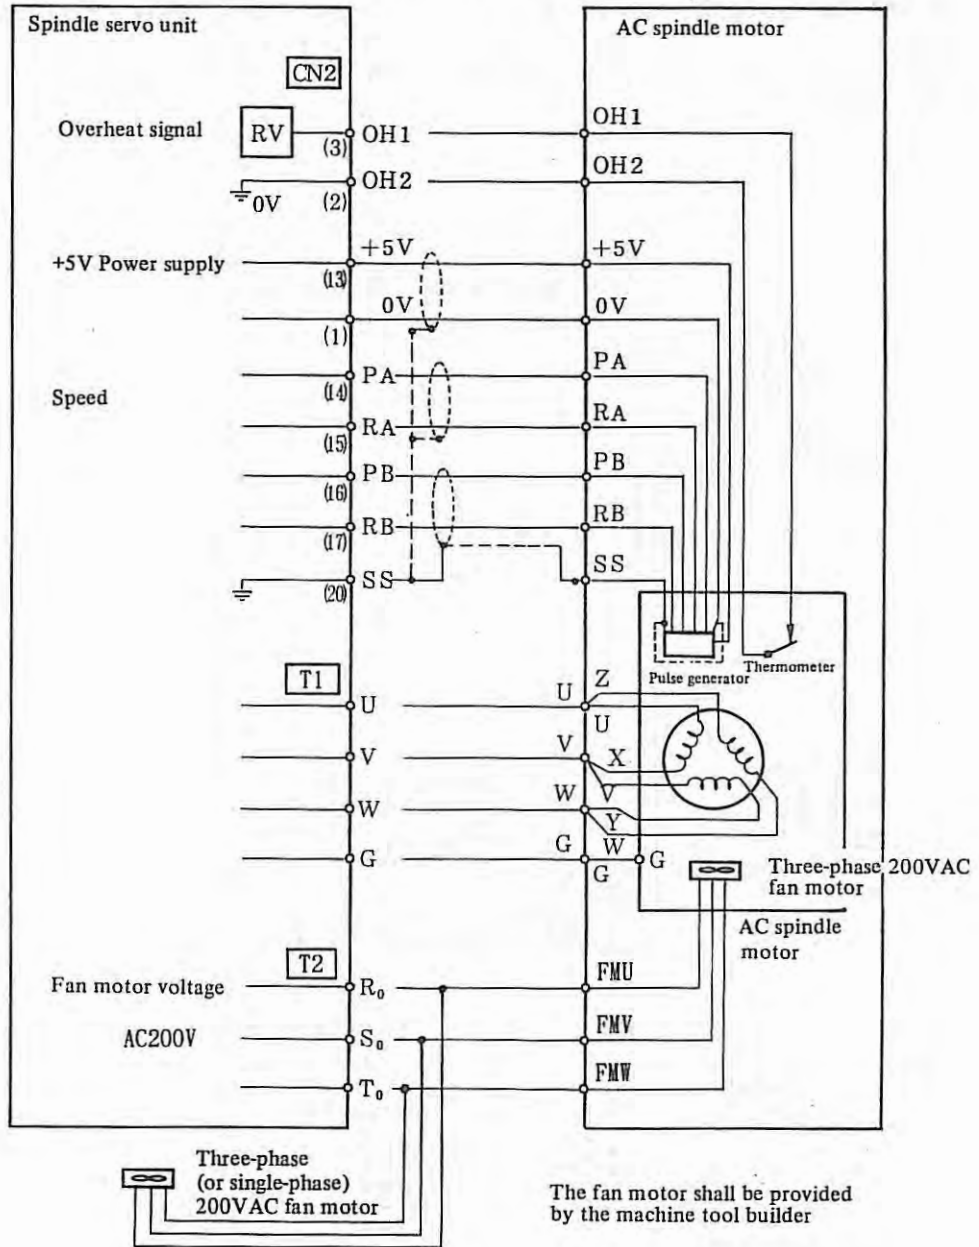 Spindle servo unit
AC spindle motor
CN2
Overheat signal
RV
(3)
OH1
OH1
0V
(2)
OH2
OH2
+5V Power supply
(13)
+5V
+5V
(1)
0V
0V
Speed
(14)
PA
PA
(15)
RA
RA
(16)
PB
PB
(17)
RB
RB
(20)
SS
SS
Pulse generator
Thermometer
T1
U
U
Z
U
V
V
X
V
W
W
Y
W
G
G
G
G
Three-phase 200VAC
fan motor
AC spindle
motor
T2
Fan motor voltage
R₀
FMU
AC200V
S₀
FMV
T₀
FMW
Three-phase
(or single-phase)
200VAC fan motor
The fan motor shall be provided
by the machine tool builder